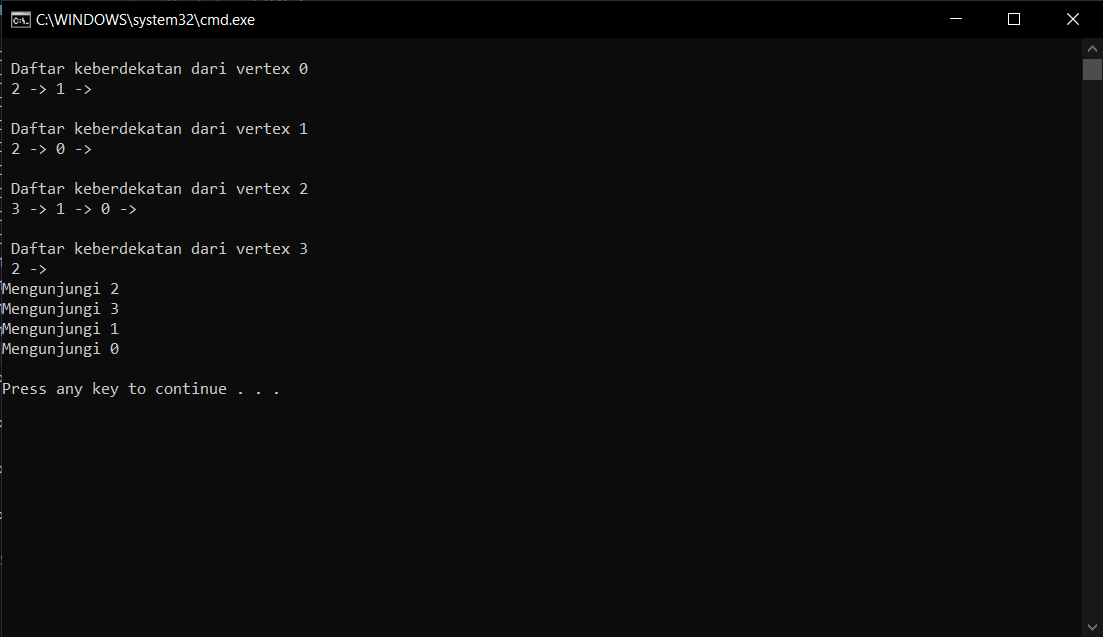 C:\WINDOWS\system32\cmd.exe
Daftar keberdekatan dari vertex 0
2 -> 1 ->
Daftar keberdekatan dari vertex 1
2 -> 0 ->
Daftar keberdekatan dari vertex 2
3 -> 1 -> 0 ->
Daftar keberdekatan dari vertex 3
2 ->
Mengunjungi 2
Mengunjungi 3
Mengunjungi 1
Mengunjungi 0
Press any key to continue . . .